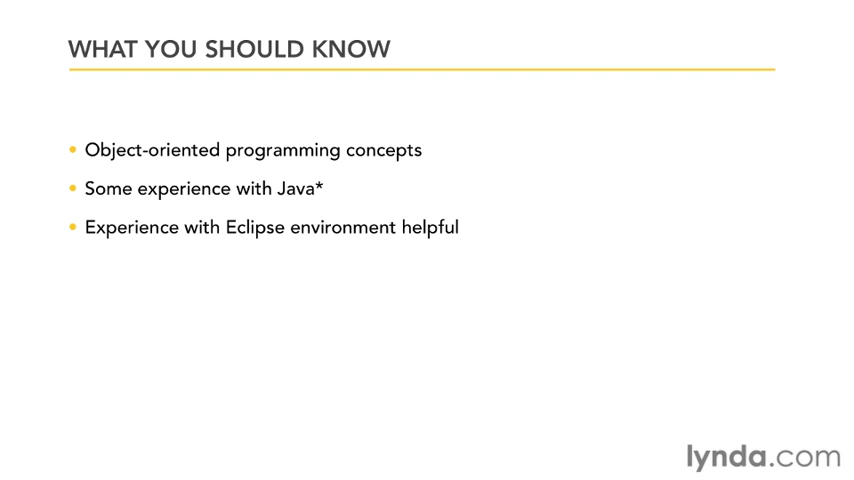 WHAT YOU SHOULD KNOW
• Object-oriented programming concepts
• Some experience with Java*
• Experience with Eclipse environment helpful
lynda.com